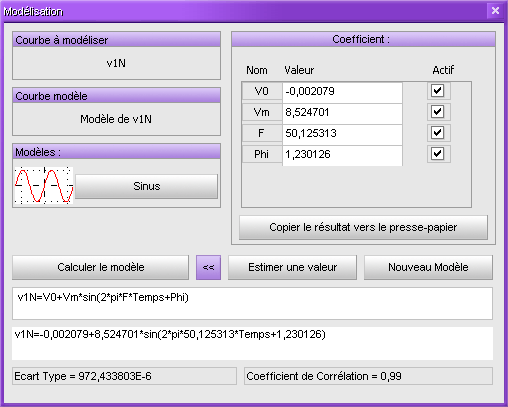 Modélisation
Courbe à modéliser
v1N
Courbe modèle
Modèle de v1N
Modèles :
Sinus
Coefficient :
Nom Valeur Actif
V0 -0,002079
Vm 8,524701
F 50,125313
Phi 1,230126
Copier le résultat vers le presse-papier
Calculer le modèle << Estimer une valeur Nouveau Modèle
v1N=V0+Vm*sin(2*pi*F*Temps+Phi)
v1N=-0,002079+8,524701*sin(2*pi*50,125313*Temps+1,230126)
Ecart Type = 972,433803E-6 Coefficient de Corrélation = 0,99